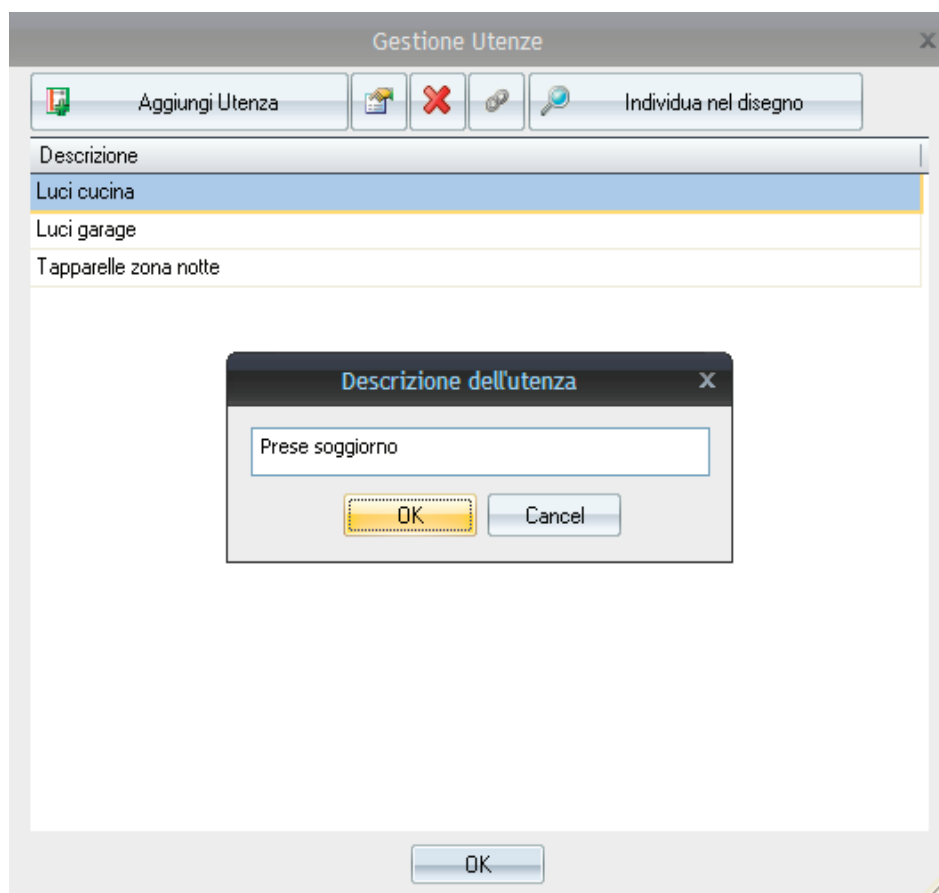 Gestione Utenze x
Aggiungi Utenza Individua nel disegno
Descrizione
Luci cucina
Luci garage
Tapparelle zona notte
Descrizione dell'utenza x
Prese soggiorno
OK Cancel
OK